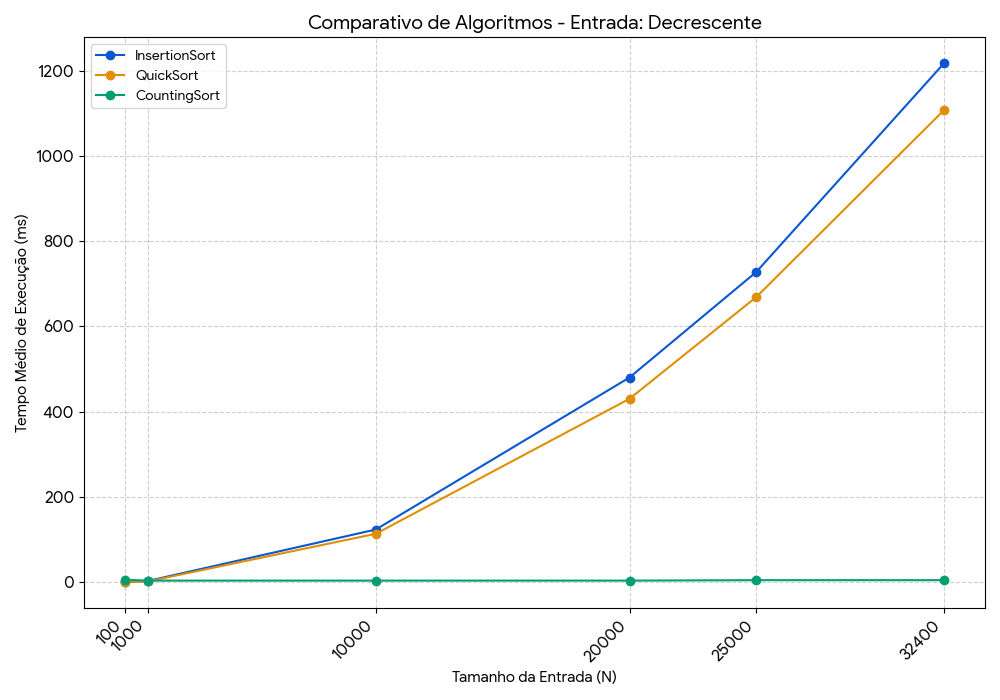 Comparativo de Algoritmos - Entrada: Decrescente
InsertionSort
QuickSort
CountingSort
Tempo Médio de Execução (ms)
1200
1000
800
600
400
200
0
100
1000
10000
20000
25000
32400
Tamanho da Entrada (N)